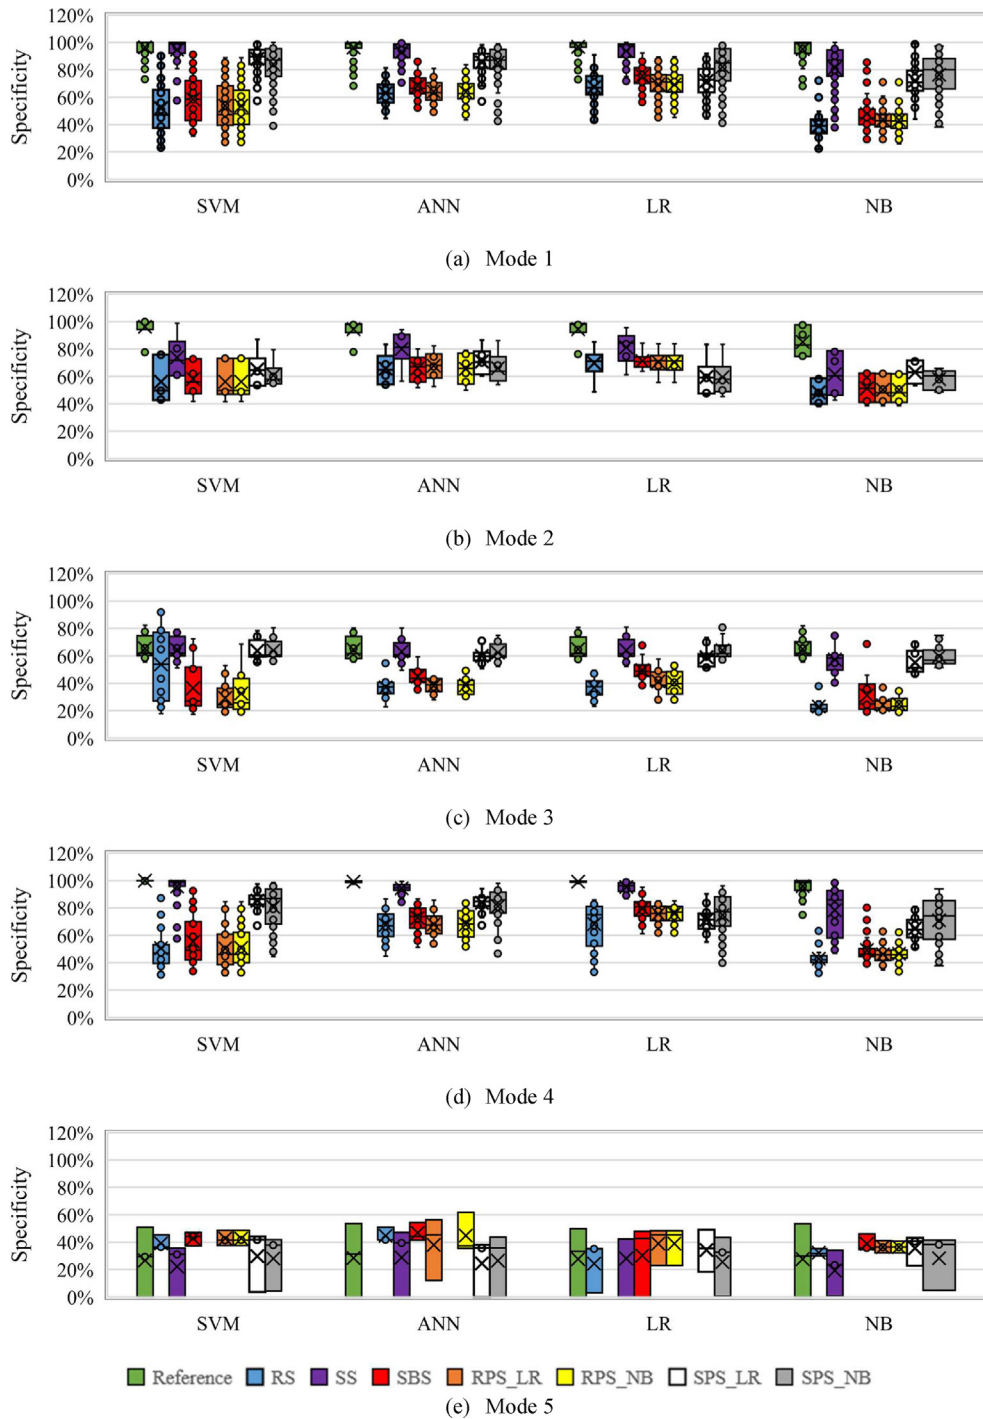 120%
100%
80%
60%
40%
20%
0%
Specificity
SVM ANN LR NB
(a) Mode 1
120%
100%
80%
60%
40%
20%
0%
Specificity
SVM ANN LR NB
(b) Mode 2
120%
100%
80%
60%
40%
20%
0%
Specificty
SVM ANN LR NB
(c) Mode 3
120%
100%
80%
60%
40%
20%
0%
Specificity
SVM ANN LR NB
(d) Mode 4
120%
100%
80%
60%
40%
20%
0%
Specificity
SVM ANN LR NB
Reference RS SS SBS RPS_LR RPS_NB SPS_LR SPS_NB
(e) Mode 5